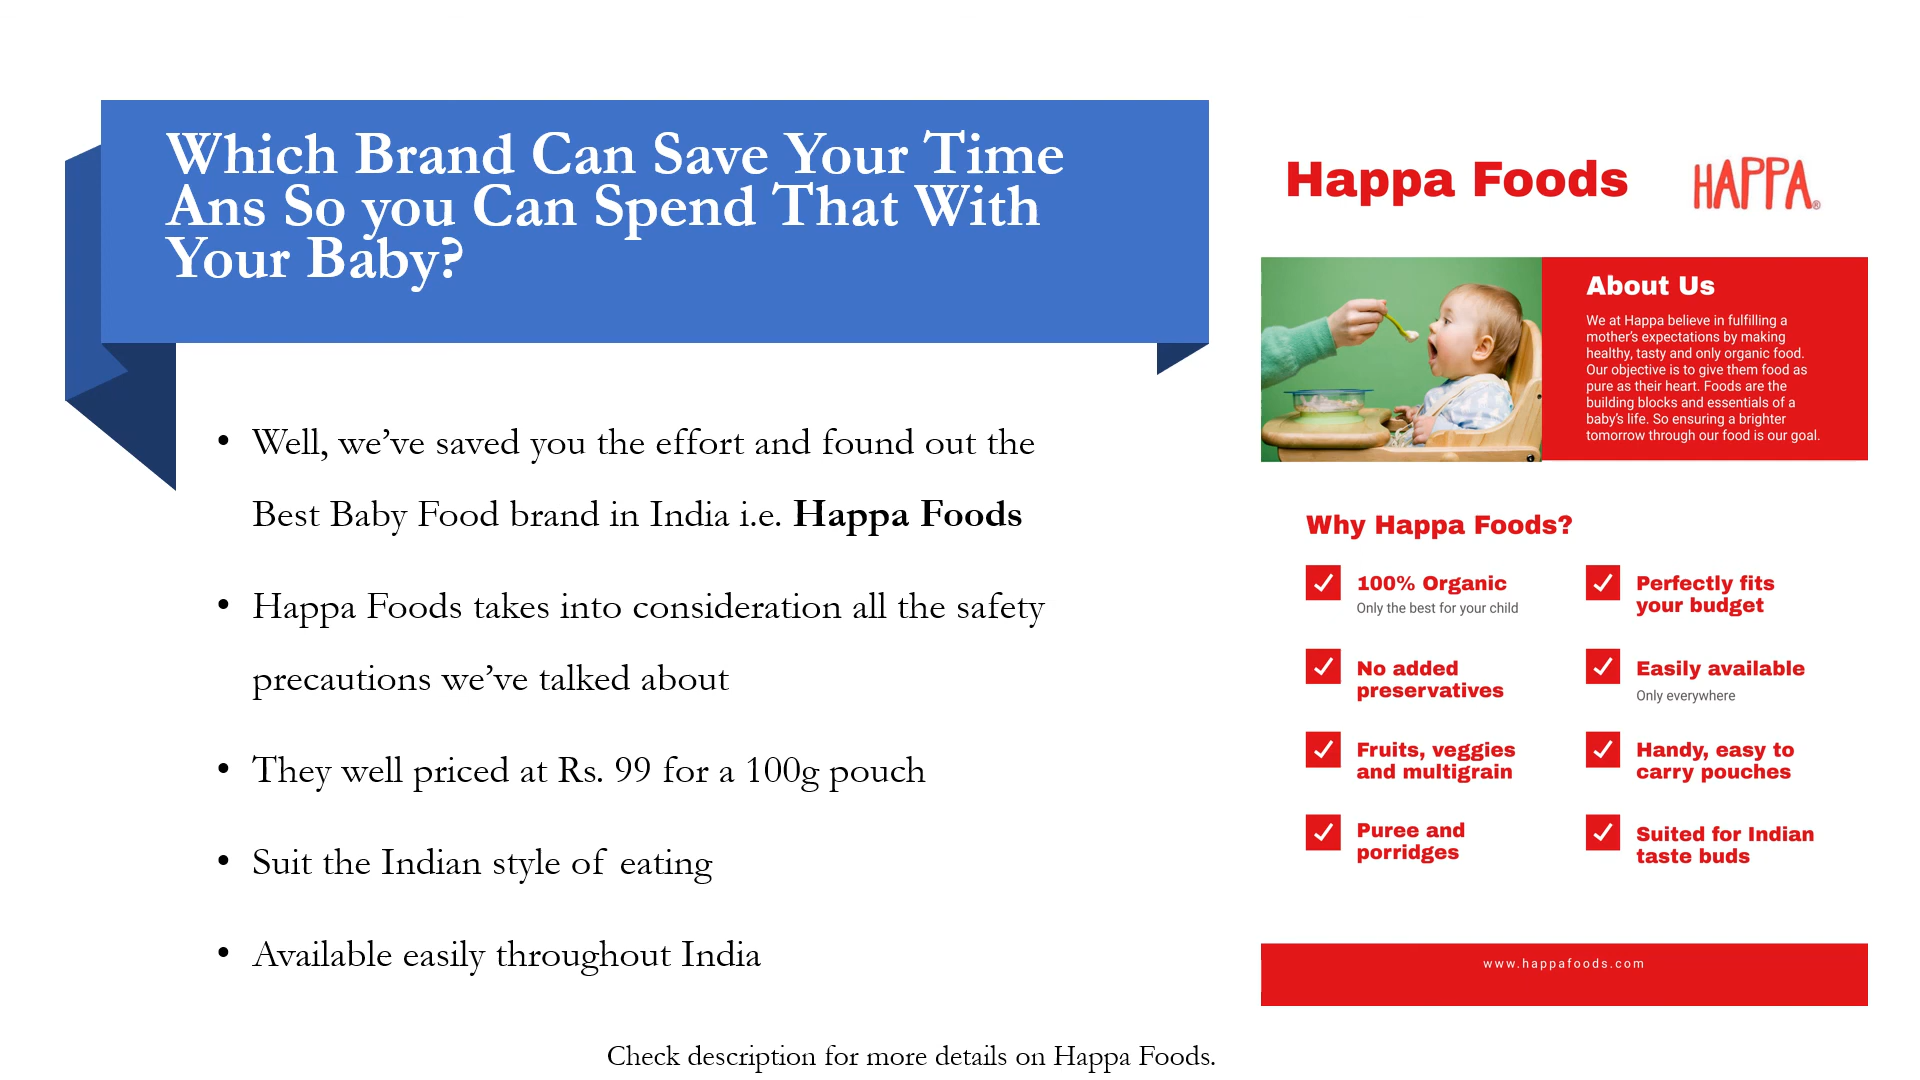 Which Brand Can Save Your Time
Ans So you Can Spend That With
Your Baby?
• Well, we’ve saved you the effort and found out the
Best Baby Food brand in India i.e. Happa Foods
• Happa Foods takes into consideration all the safety
precautions we’ve talked about
• They well priced at Rs. 99 for a 100g pouch
• Suit the Indian style of eating
• Available easily throughout India
Happa Foods
HAPPA®
About Us
We at Happa believe in fulfilling a
mother's expectations by making
healthy, tasty and only organic food.
Our objective is to give them food as
pure as their heart. Foods are the
building blocks and essentials of a
baby's life. So ensuring a brighter
tomorrow through our food is our goal.
Why Happa Foods?
100% Organic
Only the best for your child
No added
preservatives
Fruits, veggies
and multigrain
Puree and
porridges
Perfectly fits
your budget
Easily available
Only everywhere
Handy, easy to
carry pouches
Suited for Indian
taste buds
www.happafoods.com
Check description for more details on Happa Foods.